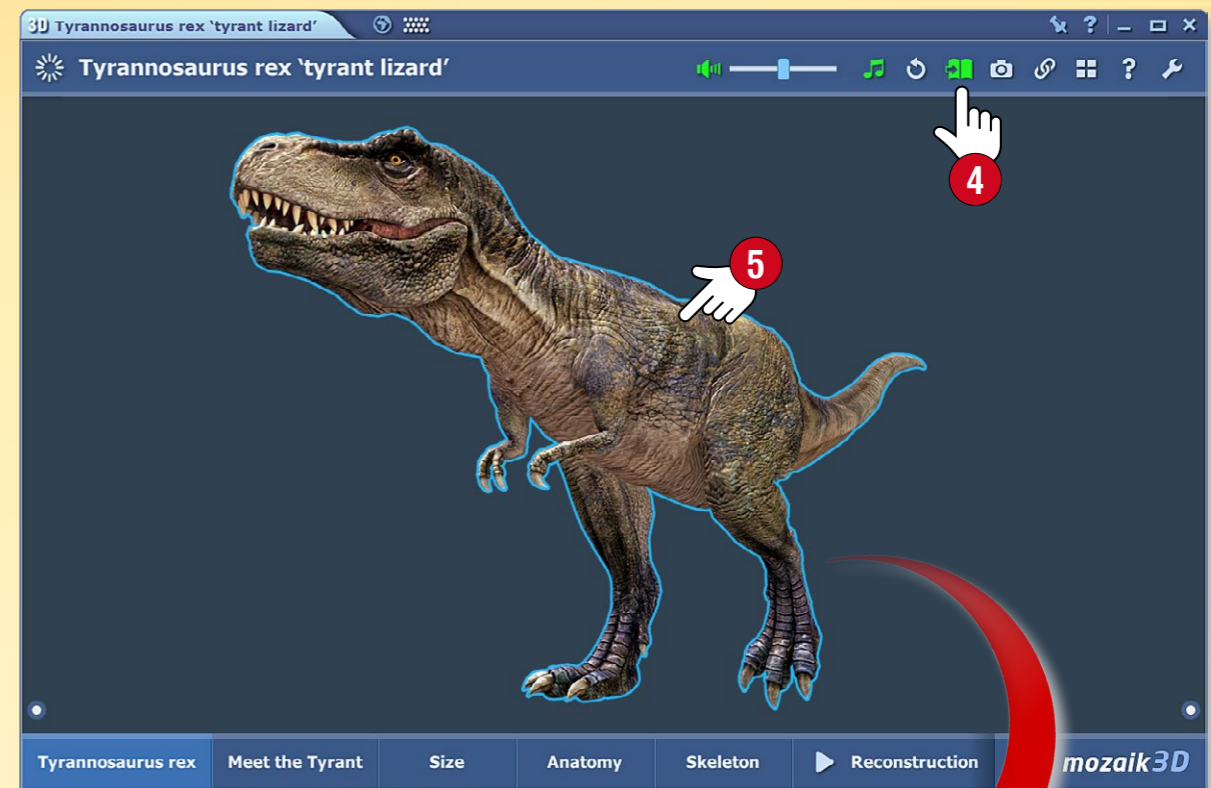 3D Tyrannosaurus rex ‘tyrant lizard’
Tyrannosaurus rex ‘tyrant lizard’
4
5
Tyrannosaurus rex
Meet the Tyrant
Size
Anatomy
Skeleton
Reconstruction
mozaik3D